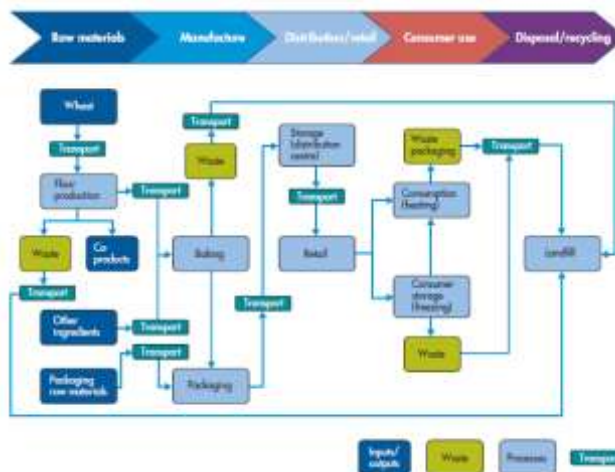 Raw materials
Manufacture
Distribution/retail
Consumer use
Disposal/recycling
Wheat
Transport
Flour
production
Transport
Waste
Co
products
Transport
Other
ingredients
Transport
Transport
Packaging
raw materials
Transport
Waste
Baking
Packaging
Transport
Storage
(distribution
central)
Transport
Retail
Waste
packaging
Transport
Consumption
(heating)
Consumer
storage
(freezing)
Waste
Transport
Landfill
Inputs/
outputs
Waste
Processes
Transport